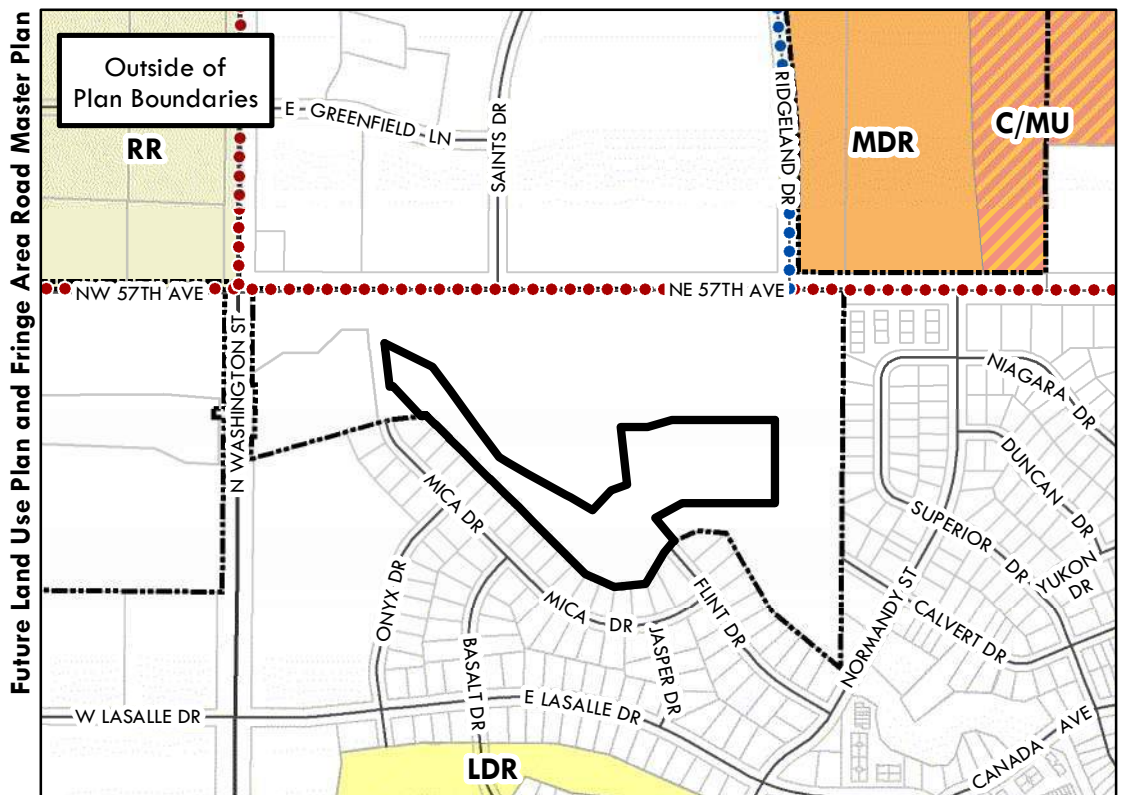 Future Land Use Plan and Fringe Area Road Master Plan
Outside of
Plan Boundaries
RR
E GREENFIELD LN
SAINTS DR
RIDGELAND DR
MDR
C/MU
NW 57TH AVE
NE 57TH AVE
N WASHINGTON ST
NIAGARA DR
DUNCAN DR
SUPERIOR DR
YUKON
DR
MICA DR
ONYX DR
BASALT DR
MICA DR
JASPER DR
FLINT DR
NORMANDY ST
CALVERT DR
W LASALLE DR
E LASALLE DR
CANADA AVE
LDR